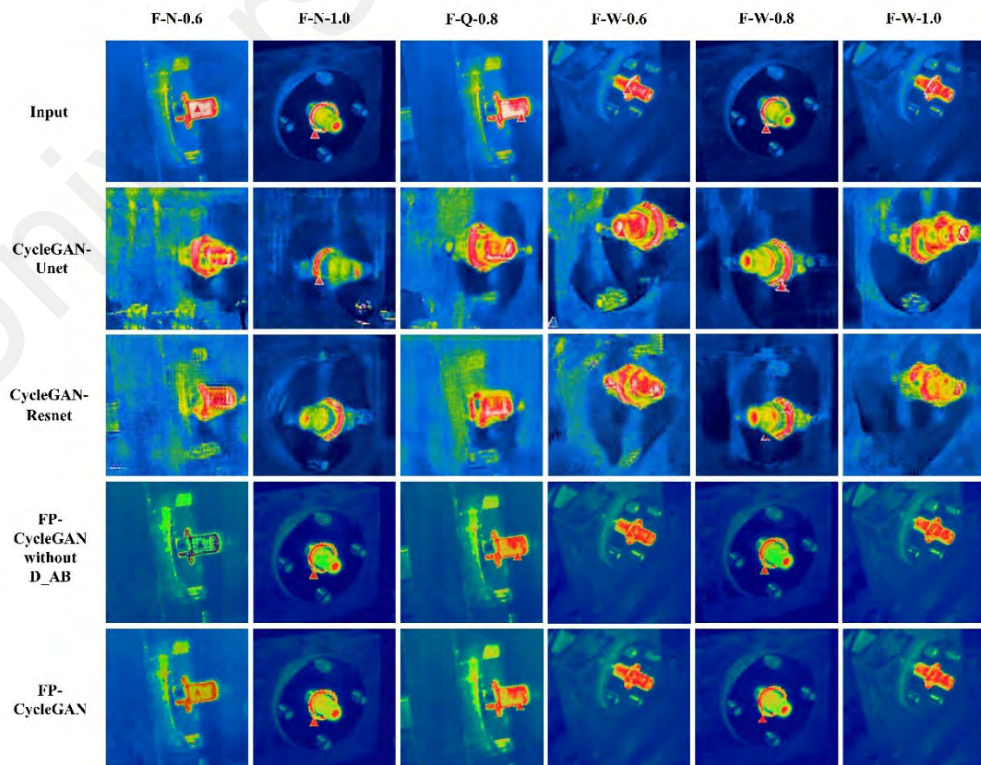 F-N-0.6 F-N-1.0 F-Q-0.8 F-W-0.6 F-W-0.8 F-W-1.0
Input
CycleGAN-
Unet
CycleGAN-
Resnet
FP-
CycleGAN
without
D_AB
FP-
CycleGAN